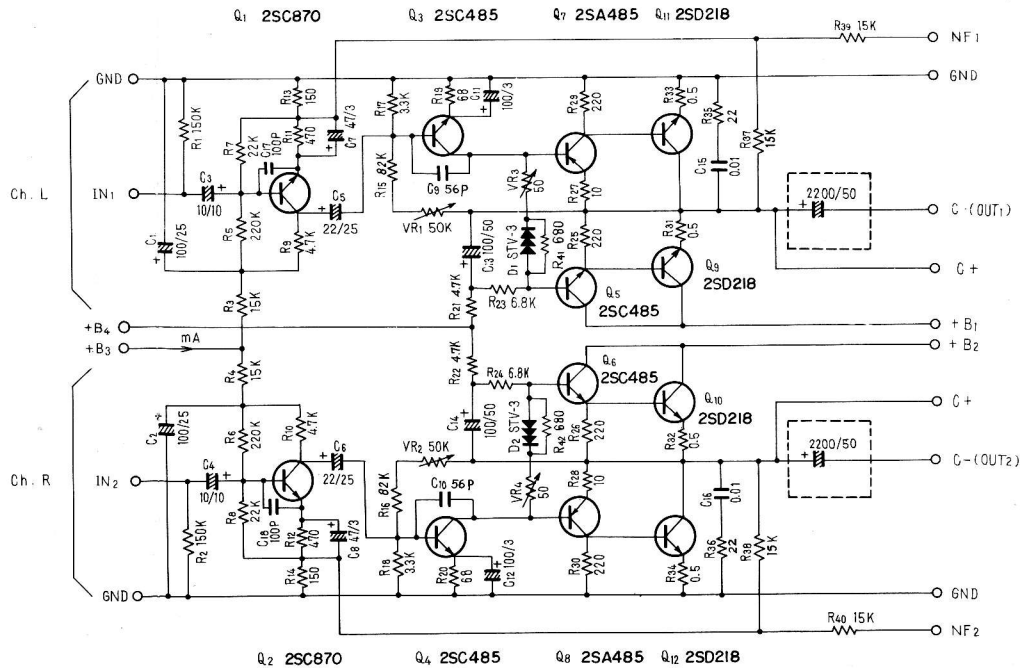 Q1 2SC870
Q3 2SC485
Q7 2SA485
Q11 2SD218
R39 15K
NF1
GND
GND
R13 150
R11 470
C7 47/3
R17 3.3K
R19 68
C11 100/3
R29 220
R33 0.5
R35 22
R1 150K
R7 22K
C17 100P
R37 15K
C15 0.01
R15 82K
C9 56P
VR3 50
R27 10
2200/50
Ch. L
IN1
C3
10/10
C5
22/25
C-(OUT1)
VR1 50K
R25 220
R31 0.5
C1 100/25
R5 220K
R9 4.7K
C13 100/50
D1 STV-3
R41 680
Q9
2SD218
C+
R3 15K
R21 4.7K
R23 6.8K
Q5
2SC485
+B4
+B1
+B3
mA
+B2
R4 15K
R22 4.7K
R24 6.8K
Q6
2SC485
Q10
2SD218
C+
C2 100/25
R6 220K
R10 4.7K
C14 100/50
D2 STV-3
R42 680
R26 220
R32 0.5
2200/50
C6
22/25
VR2 50K
C-(OUT2)
Ch. R
IN2
C4
10/10
R16 82K
C10 56P
VR4 50
R28 10
C16 0.01
R2 150K
R8 22K
C18 100P
R12 470
C8 47/3
R18 3.3K
R20 68
C12 100/3
R30 220
R34 0.5
R36 22
R38 15K
R14 150
GND
GND
R40 15K
NF2
Q2 2SC870
Q4 2SC485
Q8 2SA485
Q12 2SD218